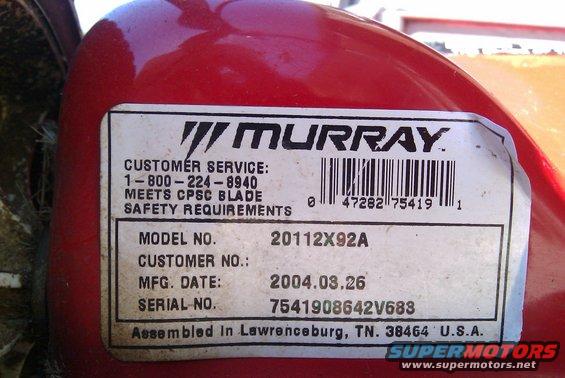 MURRAY
CUSTOMER SERVICE:
1-800-224-8940
MEETS CPSC BLADE
SAFETY REQUIREMENTS
0 47282 75419 1
MODEL NO. 20112X92A
CUSTOMER NO.:
MFG. DATE: 2004.03.26
SERIAL NO. 7541908642V683
Assembled in Lawrenceburg, TN. 38464 U.S.A.
SUPERMOTORS
www.supermotors.net